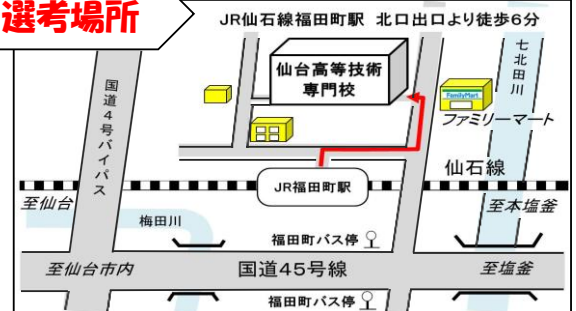 選考場所
JR仙石線福田町駅 北口出口より徒歩6分
仙台高等技術
専門校
七北田川
国道4号バイパス
FamilyMart
ファミリーマート
仙石線
JR福田町駅
至仙台
至本塩釜
梅田川
福田町バス停
至仙台市内
国道45号線
至塩釜
福田町バス停